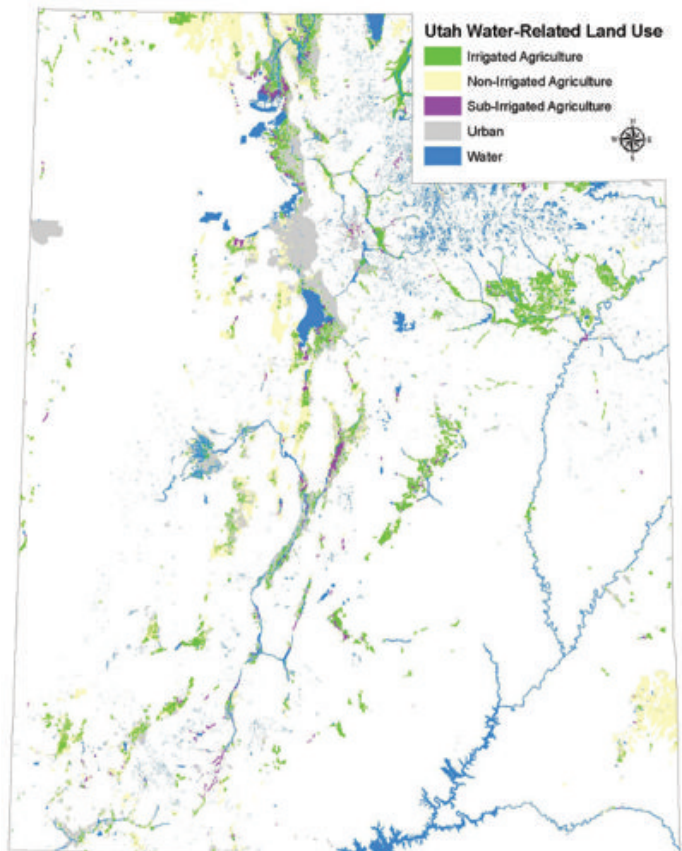 Utah Water-Related Land Use
Irrigated Agriculture
Non-Irrigated Agriculture
Sub-Irrigated Agriculture
Urban
Water
N
W E
S